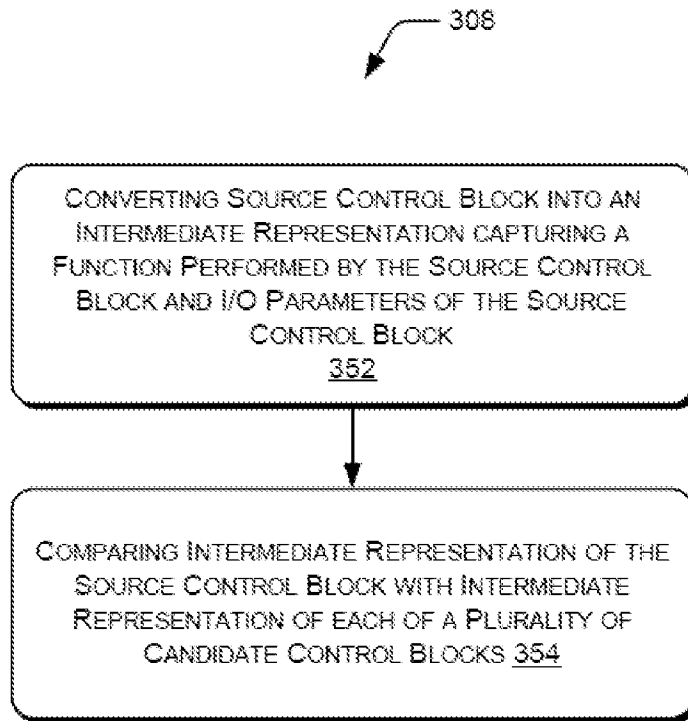 308
CONVERTING SOURCE CONTROL BLOCK INTO AN
INTERMEDIATE REPRESENTATION CAPTURING A
FUNCTION PERFORMED BY THE SOURCE CONTROL
BLOCK AND I/O PARAMETERS OF THE SOURCE
CONTROL BLOCK
352
COMPARING INTERMEDIATE REPRESENTATION OF THE
SOURCE CONTROL BLOCK WITH INTERMEDIATE
REPRESENTATION OF EACH OF A PLURALITY OF
CANDIDATE CONTROL BLOCKS 354